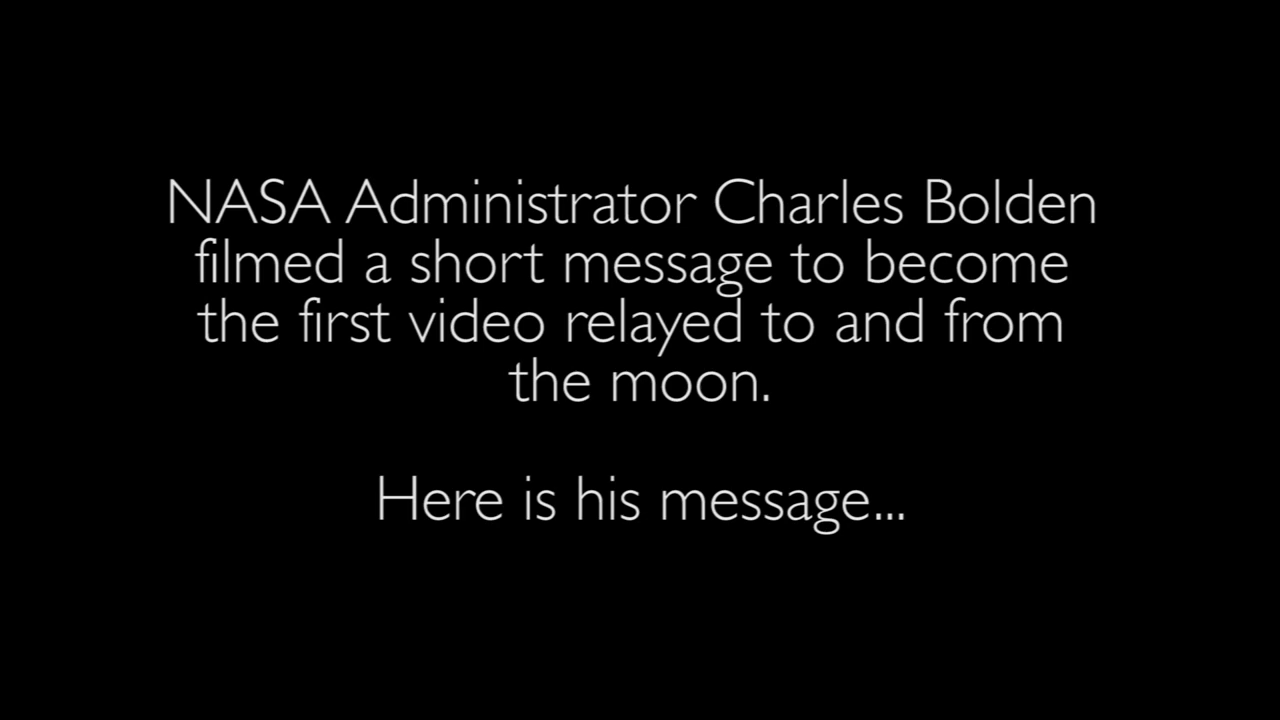 NASA Administrator Charles Bolden
filmed a short message to become
the first video relayed to and from
the moon.
Here is his message...